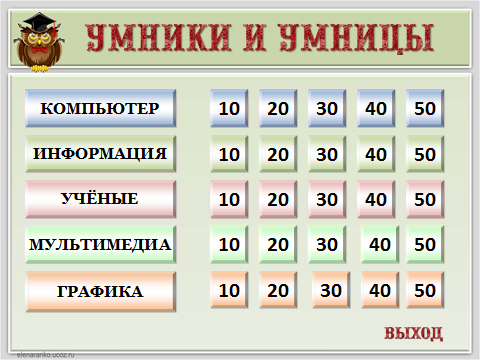 УМНИКИ И УМНИЦЫ
КОМПЬЮТЕР 10 20 30 40 50
ИНФОРМАЦИЯ 10 20 30 40 50
УЧЁНЫЕ 10 20 30 40 50
МУЛЬТИМЕДИА 10 20 30 40 50
ГРАФИКА 10 20 30 40 50
ВЫХОД
elenaranko.ucoz.ru